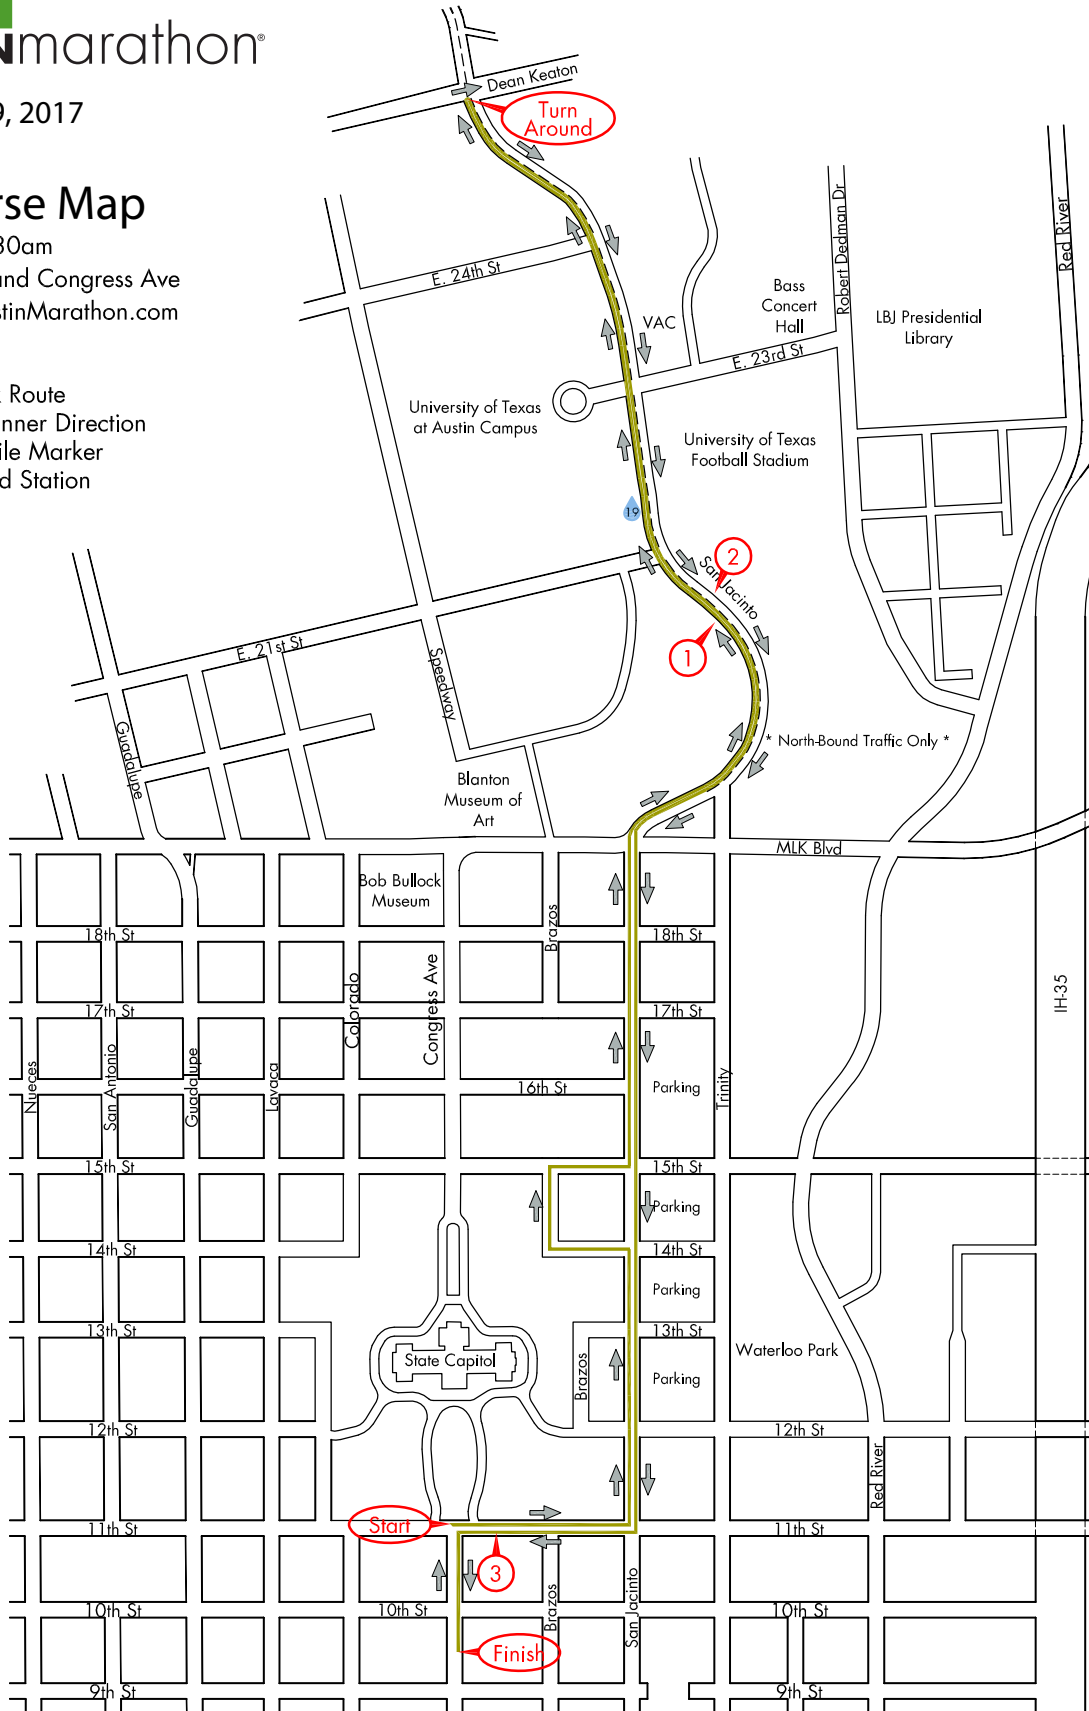 marathon®
9, 2017
rse Map
30am
and Congress Ave
stinMarathon.com
Route
nner Direction
ile Marker
d Station
Dean Keaton
Turn
Around
E. 24th St
VAC
Bass
Concert
Hall
Robert Dedman Dr
Red River
LBJ Presidential
Library
E. 23rd St
University of Texas
at Austin Campus
University of Texas
Football Stadium
19
2
San Jacinto
1
E. 21st St
Speedway
Guadalupe
* North-Bound Traffic Only *
Blanton
Museum of
Art
MLK Blvd
Bob Bullock
Museum
Brazos
18th St
18th St
Colorado
Congress Ave
IH-35
17th St
17th St
Nueces
San Antonio
Guadalupe
Lavaca
16th St
Parking
Trinity
15th St
15th St
Parking
14th St
14th St
Parking
13th St
13th St
State Capitol
Brazos
Parking
Waterloo Park
12th St
12th St
Red River
Start
11th St
11th St
3
Brazos
San Jacinto
10th St
10th St
10th St
Finish
9th St
9th St